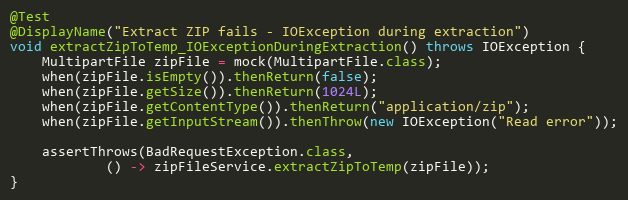 @Test
@DisplayName("Extract ZIP fails - IOException during extraction")
void extractZipToTemp_IOExceptionDuringExtraction() throws IOException {
    MultipartFile zipFile = mock(MultipartFile.class);
    when(zipFile.isEmpty()).thenReturn(false);
    when(zipFile.getSize()).thenReturn(1024L);
    when(zipFile.getContentType()).thenReturn("application/zip");
    when(zipFile.getInputStream()).thenThrow(new IOException("Read error"));

    assertThrows(BadRequestException.class,
            () -> zipFileService.extractZipToTemp(zipFile));
}